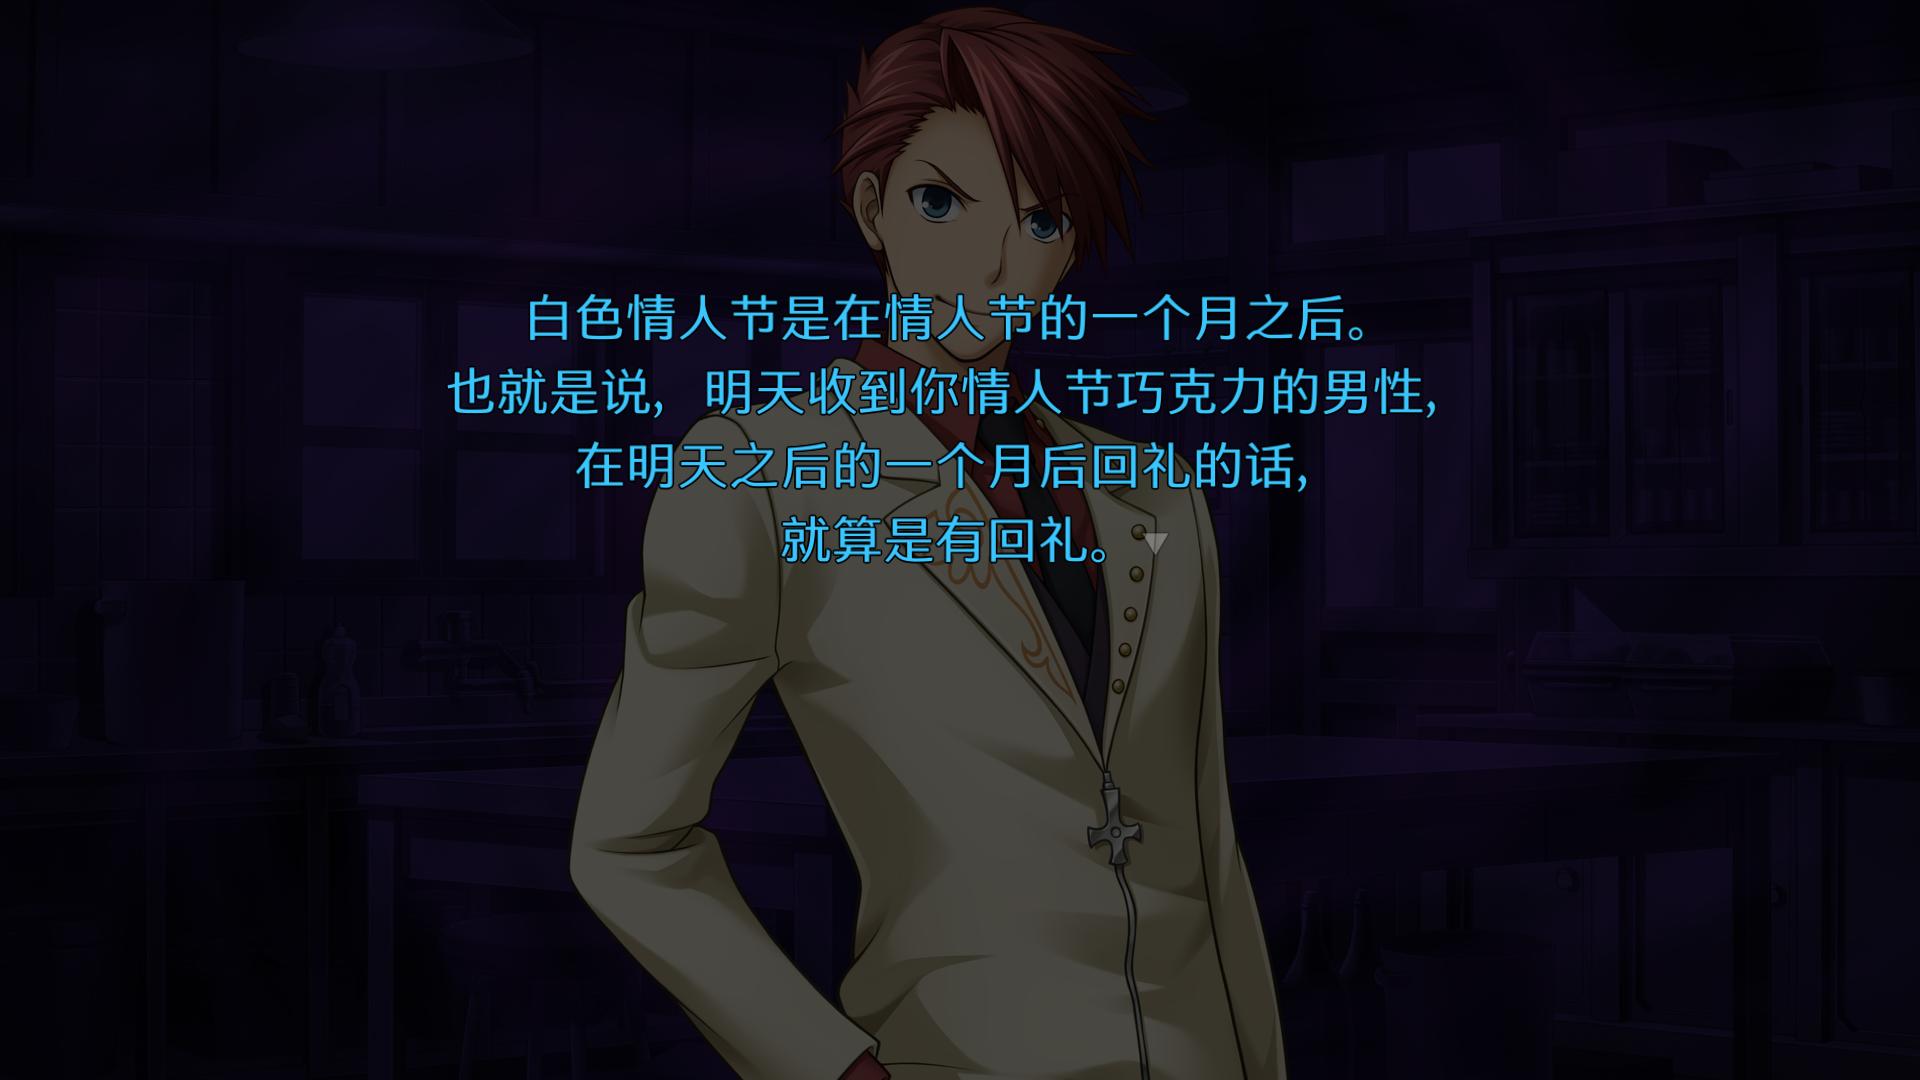 白色情人节是在情人节的一个月之后。
也就是说，明天收到你情人节巧克力的男性，
在明天之后的一个月后回礼的话，
就算是有回礼。